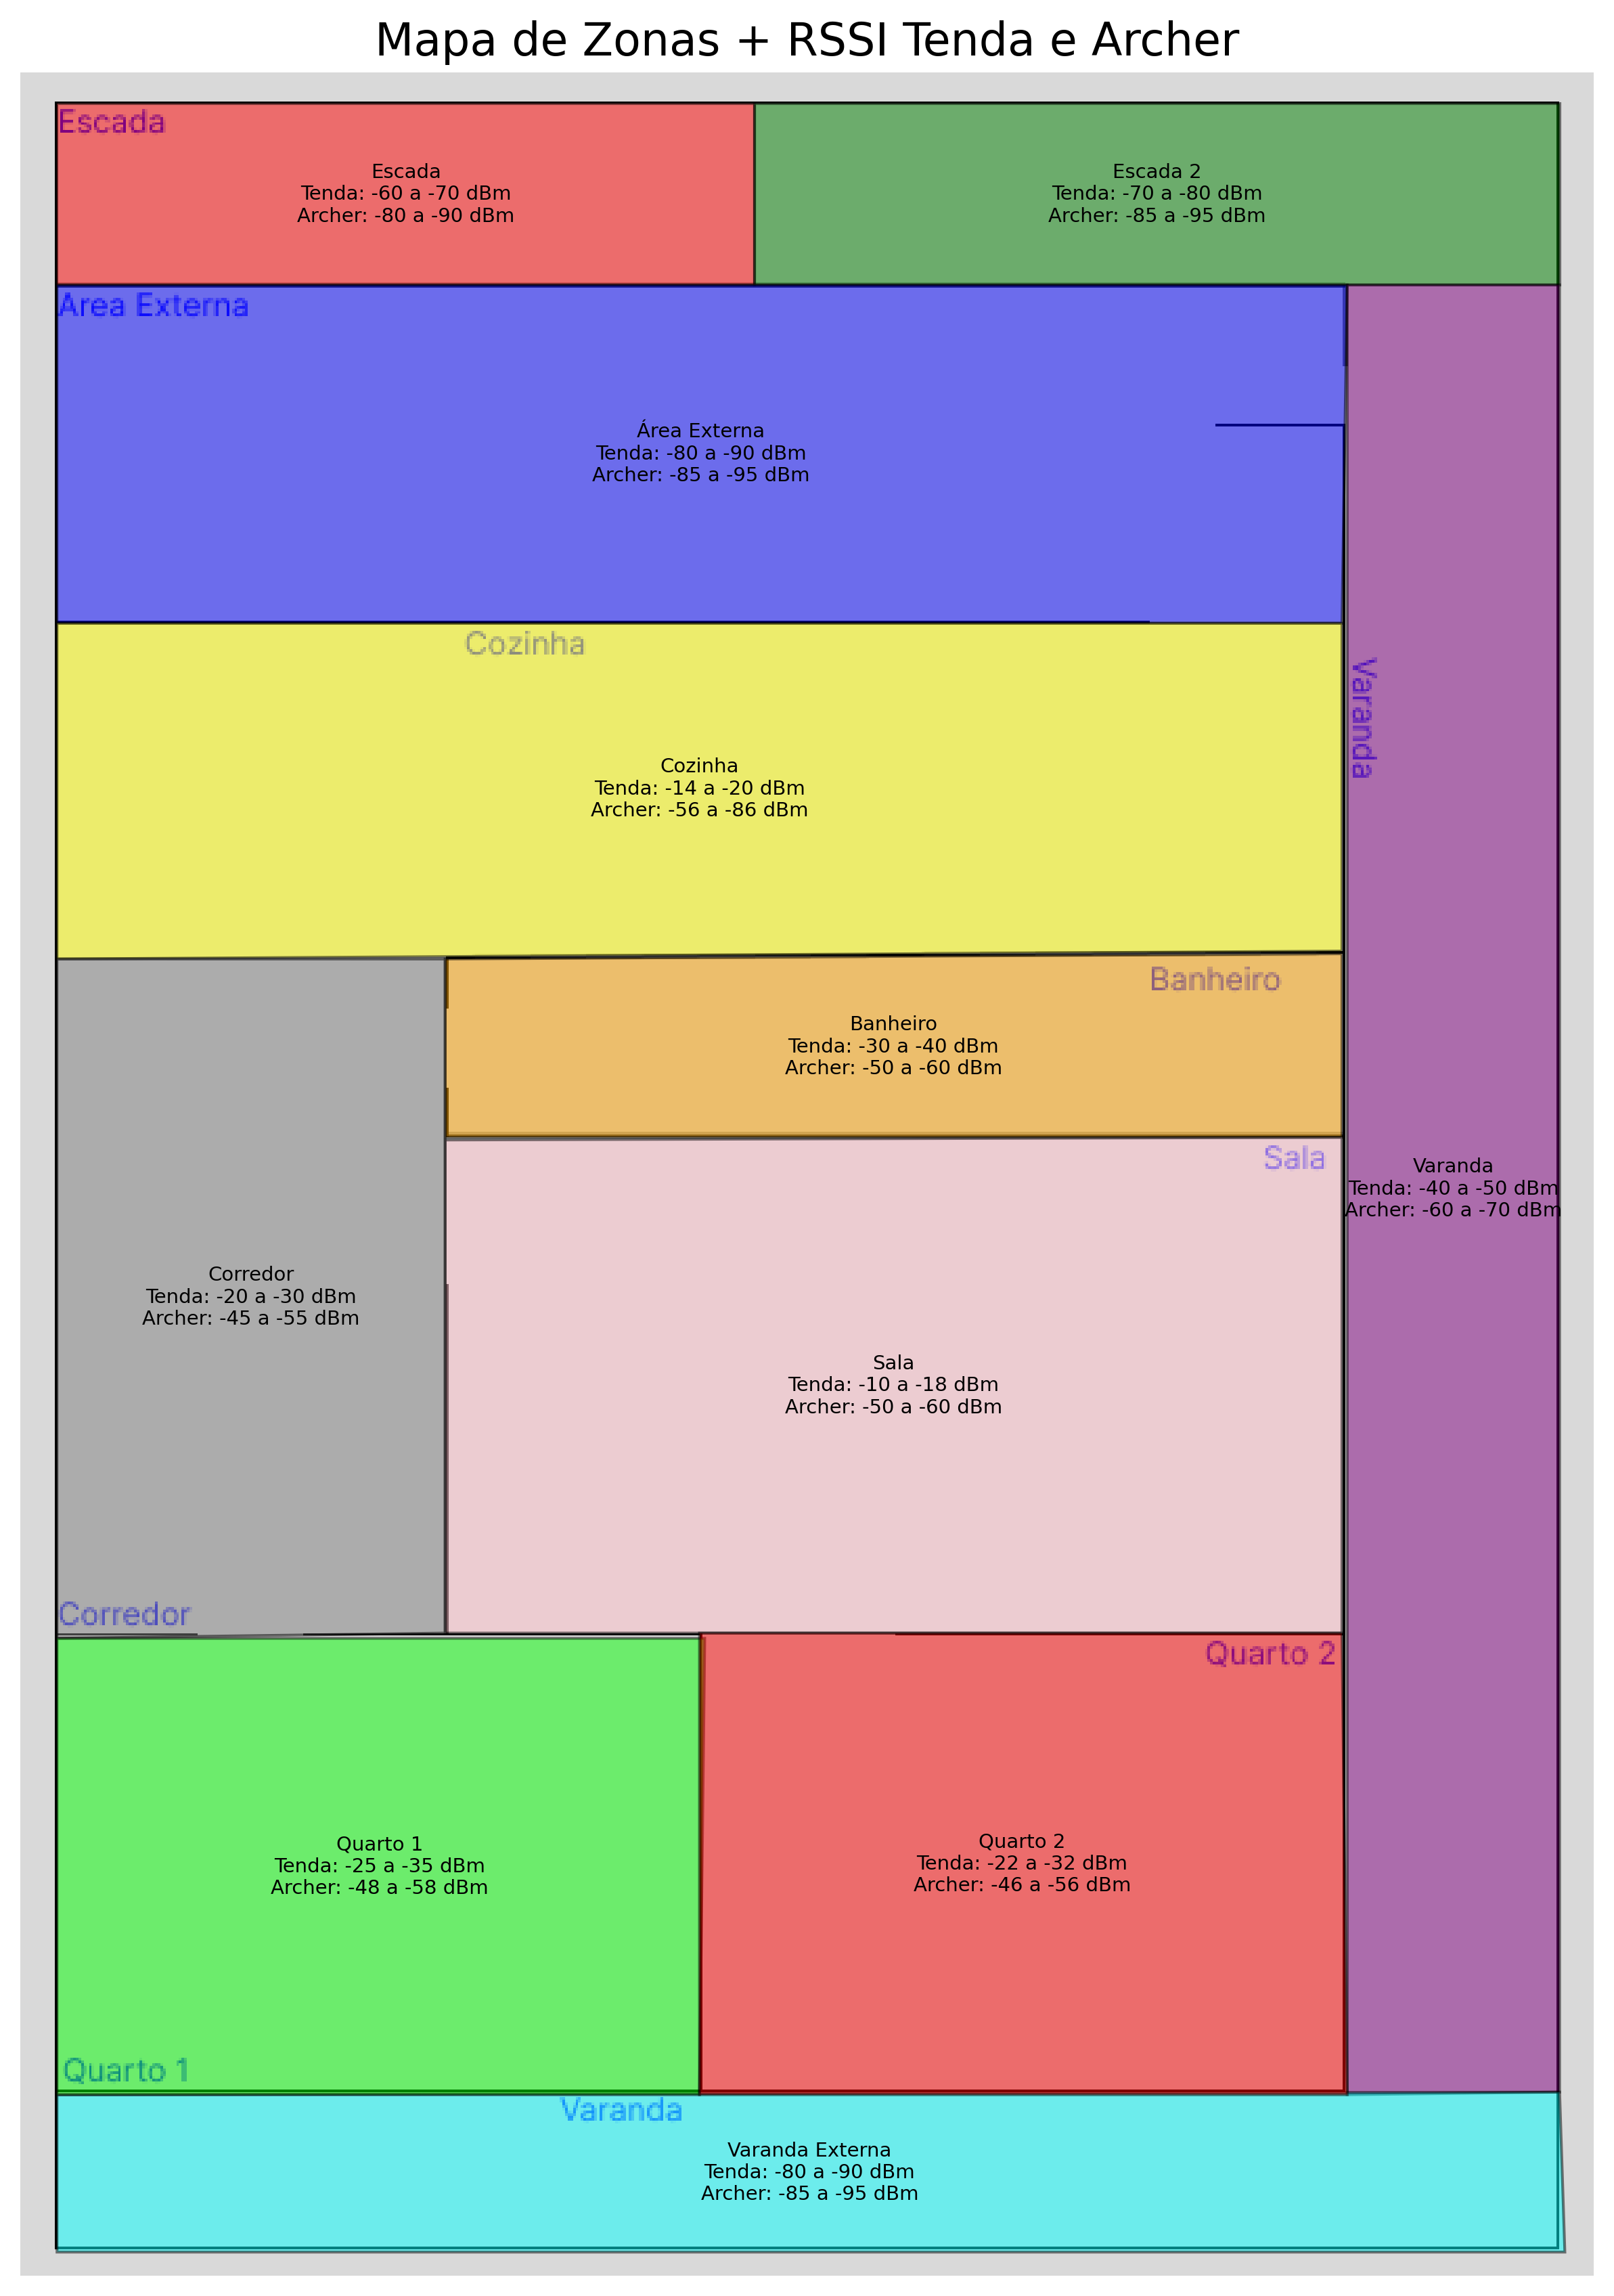 Mapa de Zonas + RSSI Tenda e Archer
Escada
Escada
Tenda: -60 a -70 dBm
Archer: -80 a -90 dBm
Escada 2
Tenda: -70 a -80 dBm
Archer: -85 a -95 dBm
Area Externa
Área Externa
Tenda: -80 a -90 dBm
Archer: -85 a -95 dBm
Cozinha
Cozinha
Tenda: -14 a -20 dBm
Archer: -56 a -86 dBm
Varanda
Banheiro
Banheiro
Tenda: -30 a -40 dBm
Archer: -50 a -60 dBm
Sala
Varanda
Tenda: -40 a -50 dBm
Archer: -60 a -70 dBm
Corredor
Tenda: -20 a -30 dBm
Archer: -45 a -55 dBm
Sala
Tenda: -10 a -18 dBm
Archer: -50 a -60 dBm
Corredor
Quarto 2
Quarto 1
Tenda: -25 a -35 dBm
Archer: -48 a -58 dBm
Quarto 2
Tenda: -22 a -32 dBm
Archer: -46 a -56 dBm
Quarto 1
Varanda
Varanda Externa
Tenda: -80 a -90 dBm
Archer: -85 a -95 dBm